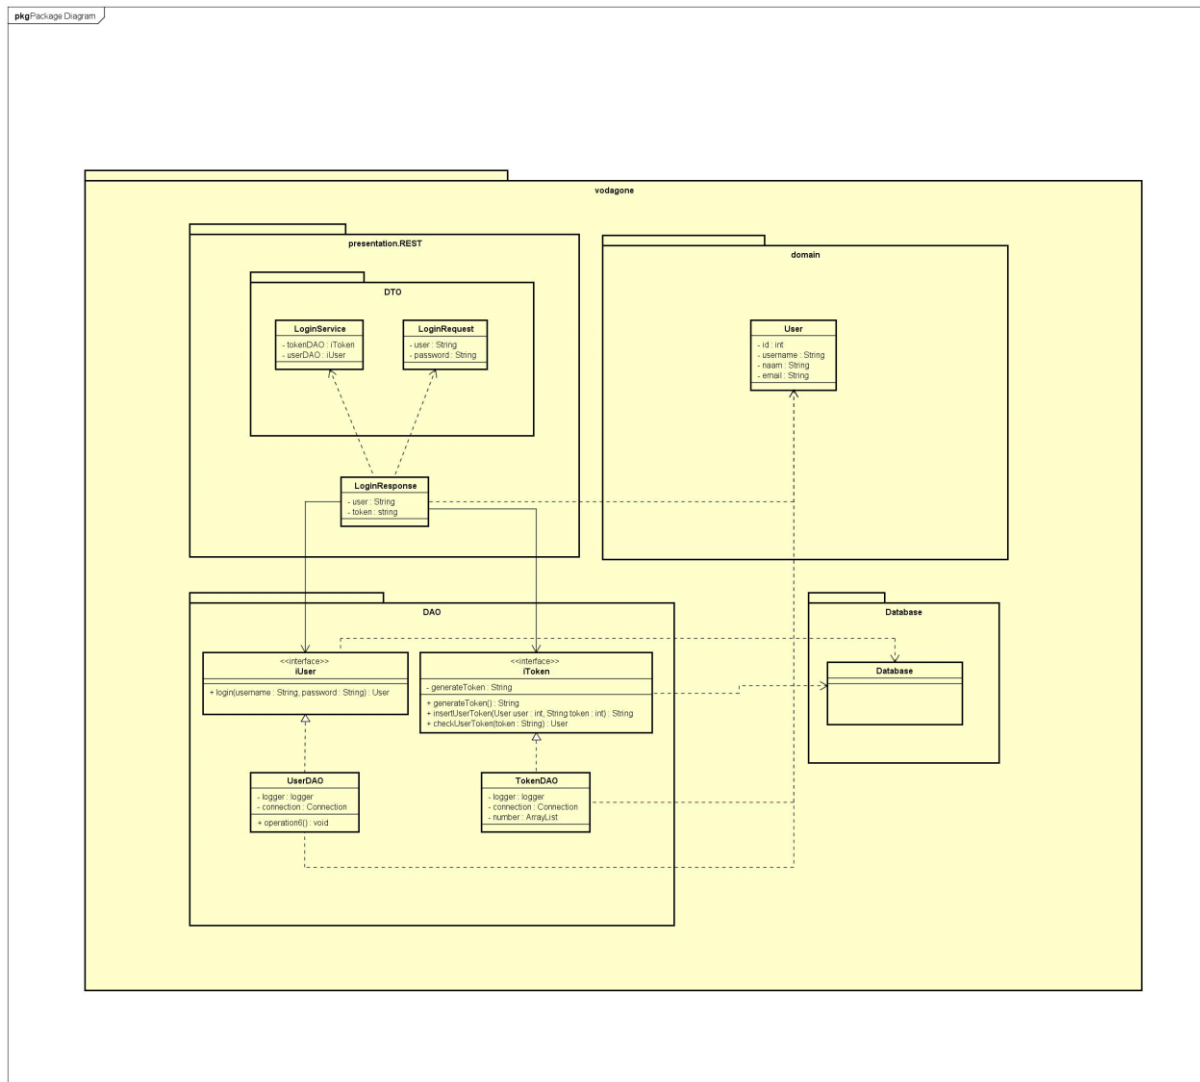 pkg Package Diagram
vodagone
presentation.REST
DTO
LoginService
- tokenDAO : iToken
- userDAO : iUser
LoginRequest
- user : String
- password : String
LoginResponse
- user : String
- token : string
domain
User
- id : int
- username : String
- naam : String
- email : String
DAO
<<interface>>
iUser
+ login(username : String, password : String) : User
<<interface>>
iToken
- generateToken : String
+ generateToken() : String
+ insertUserToken(User user : int, String token : int) : String
+ checkUserToken(token : String) : User
UserDAO
- logger : logger
- connection : Connection
+ operation6() : void
TokenDAO
- logger : logger
- connection : Connection
- number : ArrayList
Database
Database